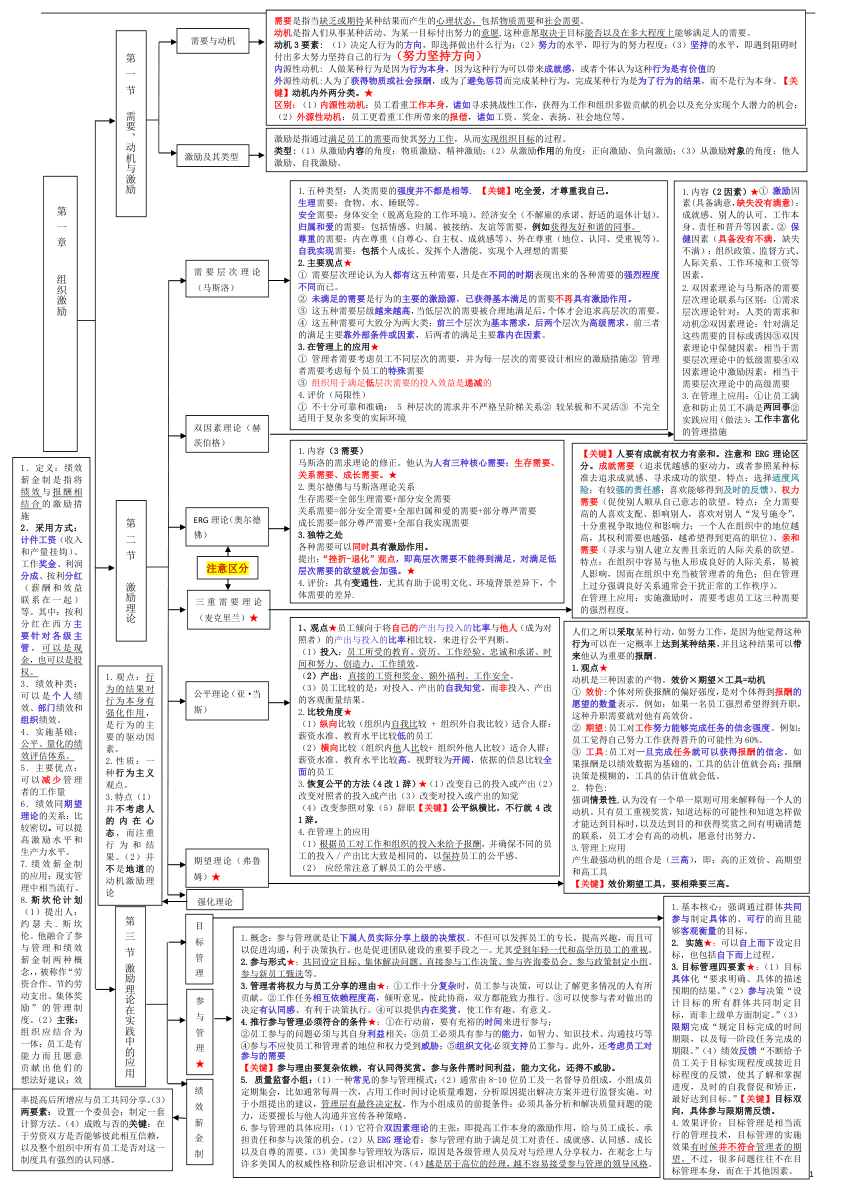 需要是指当缺乏或期待某种结果而产生的心理状态，包括物质需要和社会需要。
动机是指人们从事某种活动、为某一目标付出努力的意愿,这种意愿取决于目标能否以及在多大程度上能够满足人的需要。
动机3要素：（1）决定人行为的方向，即选择做出什么行为；（2）努力的水平，即行为的努力程度；（3）坚持的水平，即遇到阻碍时
付出多大努力坚持自己的行为（努力坚持方向）
内源性动机：人做某种行为是因为行为本身，因为这种行为可以带来成就感，或者个体认为这种行为是有价值的
外源性动机：人为了获得物质或社会报酬，或为了避免惩罚而完成某种行为，完成某种行为是为了行为的结果，而不是行为本身。【关
键】动机内外两分类。★
区别：（1）内源性动机：员工看重工作本身，诸如寻求挑战性工作，获得为工作和组织多做贡献的机会以及充分实现个人潜力的机会；
（2）外源性动机：员工更看重工作所带来的报偿，诸如工资、奖金、表扬、社会地位等。
需要与动机
第一节 需要、动机与激励
激励及其类型
激励是指通过满足员工的需要而使其努力工作，从而实现组织目标的过程。
类型：（1）从激励内容的角度：物质激励、精神激励；（2）从激励作用的角度：正向激励、负向激励；（3）从激励对象的角度：他人
激励、自我激励。
第一章 组织激励
需要层次理论
（马斯洛）
1.五种类型：人类需要的强度并不都是相等.【关键】吃全爱，才尊重我自己。
生理需要：食物、水、睡眠等。
安全需要：身体安全（脱离危险的工作环境）、经济安全（不解雇的承诺、舒适的退休计划）。
归属和爱的需要：包括情感、归属、被接纳、友谊等需要，例如获得友好和谐的同事。
尊重的需要：内在尊重（自尊心、自主权、成就感等）、外在尊重（地位、认同、受重视等）。
自我实现需要：包括个人成长、发挥个人潜能、实现个人理想的需要
2.主要观点★
① 需要层次理论认为人都有这五种需要,只是在不同的时期表现出来的各种需要的强烈程度
不同而已。
② 未满足的需要是行为的主要的激励源，已获得基本满足的需要不再具有激励作用。
③ 这五种需要层级越来越高,当低层次的需要被合理地满足后,个体才会追求高层次的需要。
④ 这五种需要可大致分为两大类：前三个层次为基本需求，后两个层次为高级需求，前三者
的满足主要靠外部条件或因素，后两者的满足主要靠内在因素。
3.在管理上的应用★
① 管理者需要考虑员工不同层次的需要，并为每一层次的需要设计相应的激励措施② 管理
者需要考虑每个员工的特殊需要
③ 组织用于满足低层次需要的投入效益是递减的
4.评价（局限性）
① 不十分可靠和准确： 5 种层次的需求并不严格呈阶梯关系② 较呆板和不灵活③ 不完全
适用于复杂多变的实际环境
1.内容(2因素)★① 激励因
素(具备满意,缺失没有满意)：
成就感、别人的认可、工作本
身、责任和晋升等因素。② 保
健因素（具备没有不满，缺失
不满）：组织政策、监督方式、
人际关系、工作环境和工资等
因素。
2.双因素理论与马斯洛的需要
层次理论联系与区别：①需求
层次理论针对：人类的需求和
动机②双因素理论：针对满足
这些需要的目标或诱因③双因
素理论中保健因素：相当于需
要层次理论中的低级需要④双
因素理论中激励因素：相当于
需要层次理论中的高级需要
3.在管理上应用：①让员工满
意和防止员工不满是两回事②
实践应用（做法）：工作丰富化
的管理措施
双因素理论（赫
茨伯格）
第二节 激励理论
1.内容（3需要）
马斯洛的需求理论的修正。他认为人有三种核心需要：生存需要、
关系需要、成长需要。★
2.奥尔德佛与马斯洛理论关系
生存需要=全部生理需要+部分安全需要
关系需要=部分安全需要+全部归属和爱的需要+部分尊严需要
成长需要=部分尊严需要+全部自我实现需要
3.独特之处
各种需要可以同时具有激励作用。
提出：“挫折—退化”观点，即高层次需要不能得到满足，对满足低
层次需要的欲望就会加强。★
4.评价：具有变通性，尤其有助于说明文化、环境背景差异下，个
体需要的差异.
ERG 理论(奥尔德
佛)
注意区分
三重需要理论
（麦克里兰）★
【关键】人要有成就有权力有亲和。注意和 ERG 理论区
分。成就需要（追求优越感的驱动力，或者参照某种标
准去追求成就感、寻求成功的欲望。特点：选择适度风
险；有较强的责任感；喜欢能够得到及时的反馈）、权力
需要（促使别人顺从自己意志的欲望。特点：全力需要
高的人喜欢支配、影响别人，喜欢对别人“发号施令”，
十分重视争取地位和影响力；一个人在组织中的地位越
高，其权利需要也越强，越希望得到更高的职位）、亲和
需要（寻求与别人建立友善且亲近的人际关系的欲望。
特点：在组织中容易与他人形成良好的人际关系，易被
人影响，因而在组织中充当被管理者的角色；但在管理
上过分强调良好关系通常会干扰正常的工作秩序）。
在管理上应用：实施激励时，需要考虑员工这三种需要
的强烈程度。
1、观点★员工倾向于将自己的产出与投入的比率与他人（成为对
照者）的产出与投入的比率相比较，来进行公平判断。
（1）投入：员工所受的教育、资历、工作经验、忠诚和承诺、时
间和努力、创造力、工作绩效。
（2）产出：直接的工资和奖金、额外福利、工作安全。
（3）员工比较的是：对投入、产出的自我知觉，而非投入、产出
的客观衡量结果。
2.比较角度★
（1）纵向比较（组织内自我比较 + 组织外自我比较）适合人群：
薪资水准、教育水平比较低的员工
（2）横向比较（组织内他人比较+ 组织外他人比较）适合人群：
薪资水准、教育水平比较高、视野较为开阔，依据的信息比较全
面的员工
3.恢复公平的方法（4改1辞）★（1）改变自己的投入或产出（2）
改变对照者的投入或产出（3）改变对投入或产出的知觉
（4）改变参照对象（5）辞职【关键】公平纵横比，不行就 4 改
1辞。
4.在管理上的应用
（1）根据员工对工作和组织的投入来给予报酬，并确保不同的员
工的投入／产出比大致是相同的，以保持员工的公平感。
（2） 应经常注意了解员工的公平感。
公平理论（亚·当
斯）
期望理论（弗鲁
姆）★
强化理论
人们之所以采取某种行动,如努力工作,是因为他觉得这种
行为可以在一定概率上达到某种结果,并且这种结果可以带
来他认为重要的报酬。
1.观点★
动机是三种因素的产物。效价×期望×工具=动机
① 效价:个体对所获报酬的偏好强度,是对个体得到报酬的
愿望的数量表示。例如：如果一名员工强烈希望得到升职,
这种升职需要就对他有高效价。
② 期望:员工对工作努力能够完成任务的信念强度。例如：
员工觉得自己努力工作获得晋升的可能性为 60%。
③ 工具:员工对一旦完成任务就可以获得报酬的信念。如
果报酬是以绩效数据为基础的,工具的估计值就会高;报酬
决策是模糊的,工具的估计值就会低。
2. 特色:
强调情景性,认为没有一个单一原则可用来解释每一个人的
动机。只有员工重视奖赏,知道达标的可能性和知道怎样做
才能达到目标时,以及达到目的和获得奖赏之间有明确清楚
的联系,员工才会有高的动机,愿意付出努力。
3.管理上应用
产生最强动机的组合是（三高），即：高的正效价、高期望
和高工具
【关键】效价期望工具，要相乘要三高。
1. 定义：绩效
薪金制是指将
绩效与报酬相
结合的激励措
施
2．采用方式：
计件工资（收入
和产量挂钩）、
工作奖金、利润
分成、按利分红
（薪酬和效益
联系在一起）
等。其中：按利
分红在西方主
要针对各级主
管，可以是现
金，也可以是股
权。
3．绩效种类：
可以是个人绩
效、部门绩效和
组织绩效。
4．实施基础：
公平、量化的绩
效评估体系。
5．主要优点：
可以减少管理
者的工作量
6．绩效同期望
理论的关系：比
较密切。可以提
高激励水平和
生产力水平。
7.绩效薪金制
的应用：现实管
理中相当流行。
8.斯坎伦计划
（1）提出人：
约瑟夫.斯坎
伦。他融合了参
与管理和绩效
薪金制两种概
念,，被称作“劳
资合作、节约劳
动支出、集体奖
励”的管理制
度。（2）主张：
组织应结合为
一体；员工是有
能力而且愿意
贡献出他们的
想法好建议；效
率提高后所增应与员工共同分享。（3）
两要素：设置一个委员会；制定一套
计算方法。（4）成败与否的关键：在
于劳资双方是否能够彼此相互信赖，
以及整个组织中所有员工是否对这一
制度具有强烈的认同感。
1.观点：行
为的结果对
行为本身有
强化作用，
是行为的主
要的驱动因
素。
2.性质：一
种行为主义
观点。
3.特点（1）
并不考虑人
的内在心
态，而注重
行为和结
果。（2）并
不是地道的
动机激励理
论
第三节 激励理论在实践中的应用
目标管理
参与管理★
绩效薪金制
1.概念：参与管理就是让下属人员实际分享上级的决策权。不但可以发挥员工的专长，提高兴趣，而且可
以促进沟通，利于决策执行。也是促进团队建设的重要手段之一。尤其受到年轻一代和高学历员工的重视。
2.参与形式★：共同设定目标、集体解决问题、直接参与工作决策、参与咨询委员会、参与政策制定小组、
参与新员工甄选等。
3.管理者将权力与员工分享的理由★：①工作十分复杂时，员工参与决策，可以让了解更多情况的人有所
贡献。②工作任务相互依赖程度高，倾听意见，彼此协商，双方都能致力推行。③可以使参与者对做出的
决定有认同感，有利于决策执行。④可以提供内在奖赏，使工作有趣、有意义。
4.推行参与管理必须符合的条件★：①在行动前，要有充裕的时间来进行参与；
②员工参与的问题必须与其自身利益相关；③员工必须具有参与的能力，如智力、知识技术、沟通技巧等
④参与不应使员工和管理者的地位和权力受到威胁；⑤组织文化必须支持员工参与。此外，还考虑员工对
参与的需要
【关键】参与理由要复杂依赖，有认同得奖赏。参与条件需时间利益，能力文化，还得不威胁。
5. 质量监督小组：（1）一种常见的参与管理模式；（2）通常由 8-10 位员工及一名督导员组成，小组成员
定期集会，比如通常每周一次，占用工作时间讨论质量难题，分析原因提出解决方案并进行监督实施。对
于小组提出的建议，管理层有最终决定权。作为小组成员的前提条件：必须具备分析和解决质量问题的能
力，还要擅长与他人沟通并宣传各种策略。
6.参与管理的具体应用：（1）它符合双因素理论的主张：即提高工作本身的激励作用，给与员工成长、承
担责任和参与决策的机会。（2）从 ERG 理论看：参与管理有助于满足员工对责任、成就感、认同感、成长
以及自尊的需要。（3）美国参与管理较为落后，原因是各级管理人员反对与经理人分享权力，在观念上与
许多美国人的权威性格和阶层意识相冲突。（4）越是居于高位的经理，越不容易接受参与管理的领导风格。
1.基本核心：强调通过群体共同
参与制定具体的、可行的而且能
够客观衡量的目标。
2. 实施★：可以自上而下设定目
标，也包括自下而上过程。
3.目标管理四要素★：（1）目标
具体化“要求明确、具体的描述
预期的结果。”（2）参与决策“设
计目标的所有群体共同制定目
标，而非上级单方面制定。”（3）
限期完成“规定目标完成的时间
期限，以及每一阶段任务完成的
期限。”（4）绩效反馈“不断给予
员工关于目标实现程度或接近目
标程度的反馈，使其了解和掌握
进度，及时的自我督促和矫正，
最好达到目标。”【关键】目标双
向，具体参与限期需反馈。
4.效果评价：目标管理是相当流
行的管理技术，目标管理的实施
效果有时候并不符合管理者的期
望。不过，很多问题往往不在目
标管理本身，而在于其他因素。
1